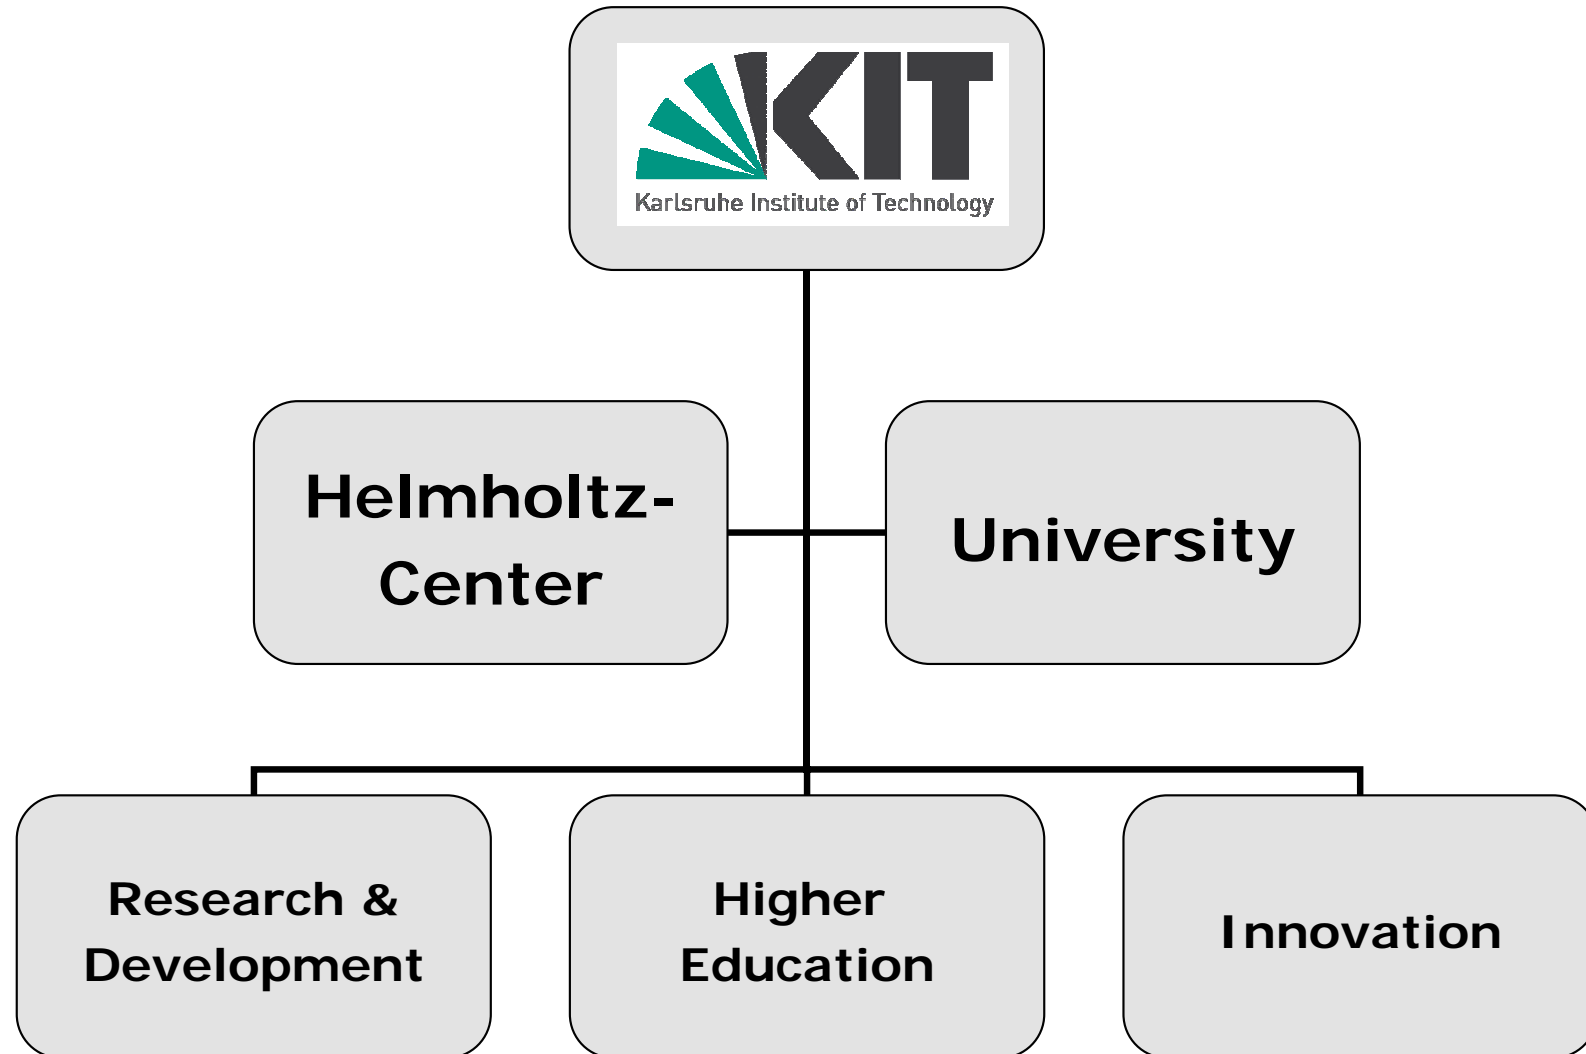 KIT
Karlsruhe Institute of Technology
Helmholtz-
Center
University
Research &
Development
Higher
Education
Innovation